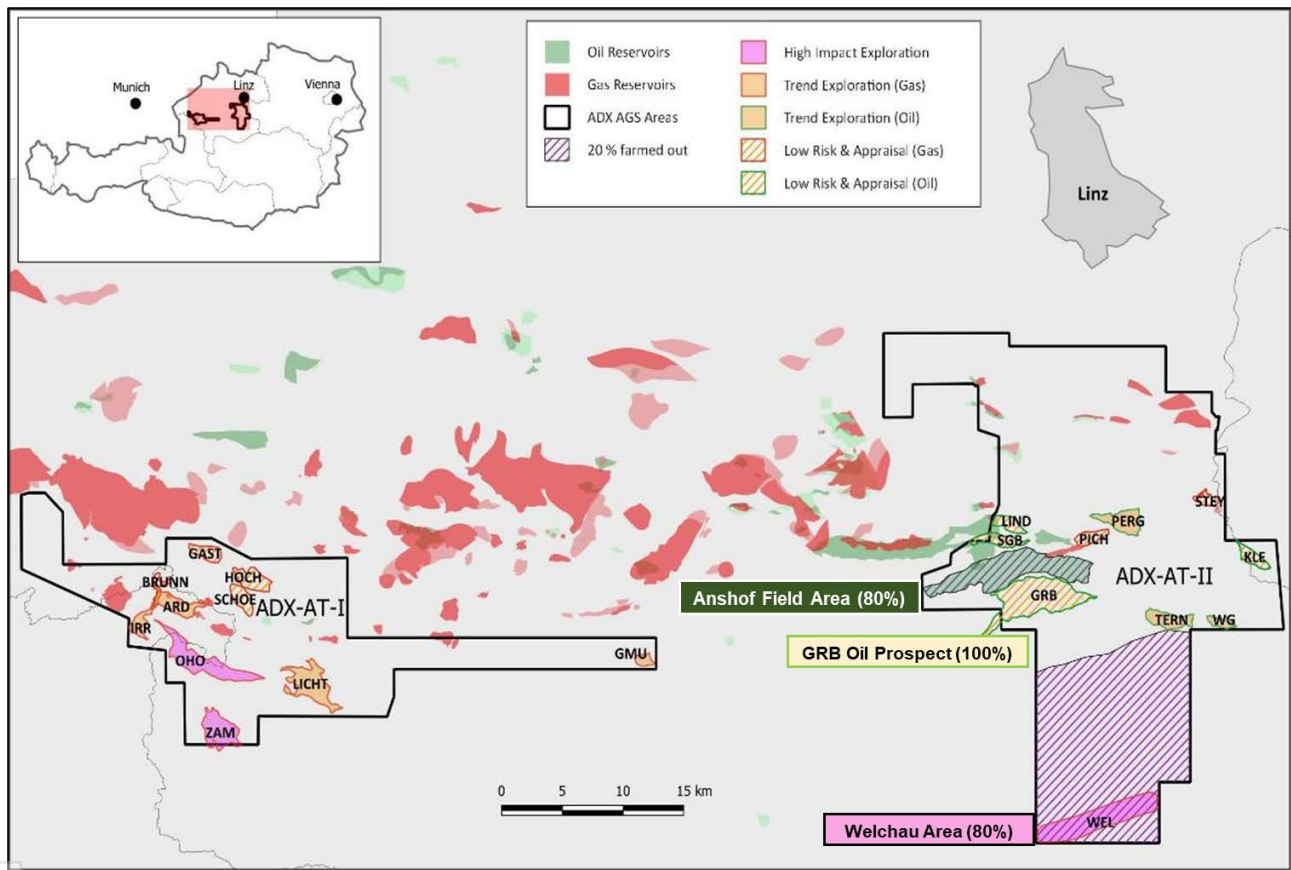 Munich
Linz
Vienna
Oil Reservoirs
Gas Reservoirs
ADX AGS Areas
20 % farmed out
High Impact Exploration
Trend Exploration (Gas)
Trend Exploration (Oil)
Low Risk & Appraisal (Gas)
Low Risk & Appraisal (Oil)
Linz
GAST
BRUNN
HOCH
SCHOF
ARD
ADX-AT-I
IRR
OHO
LICHT
GMU
ZAM
STEY
LIND
PERG
SGB
PICH
KLE
ADX-AT-II
Anshof Field Area (80%)
GRB
TERN
WG
GRB Oil Prospect (100%)
0 5 10 15 km
WEL
Welchau Area (80%)